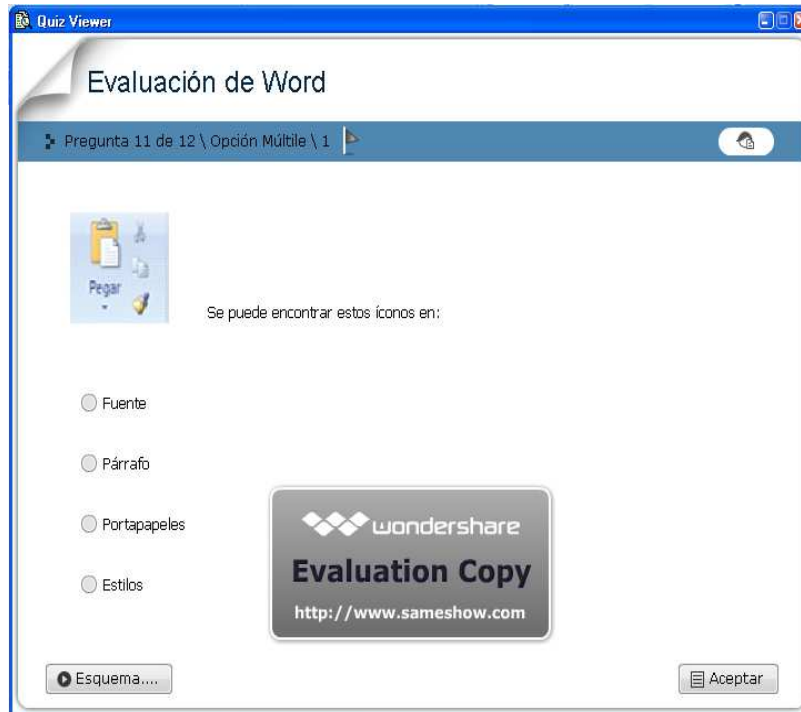 Quiz Viewer
Evaluación de Word
Pregunta 11 de 12 \ Opción Múltile \ 1
Pegar
Se puede encontrar estos íconos en:
Fuente
Párrafo
Portapapeles
Estilos
wondershare
Evaluation Copy
http://www.sameshow.com
Esquema....
Aceptar